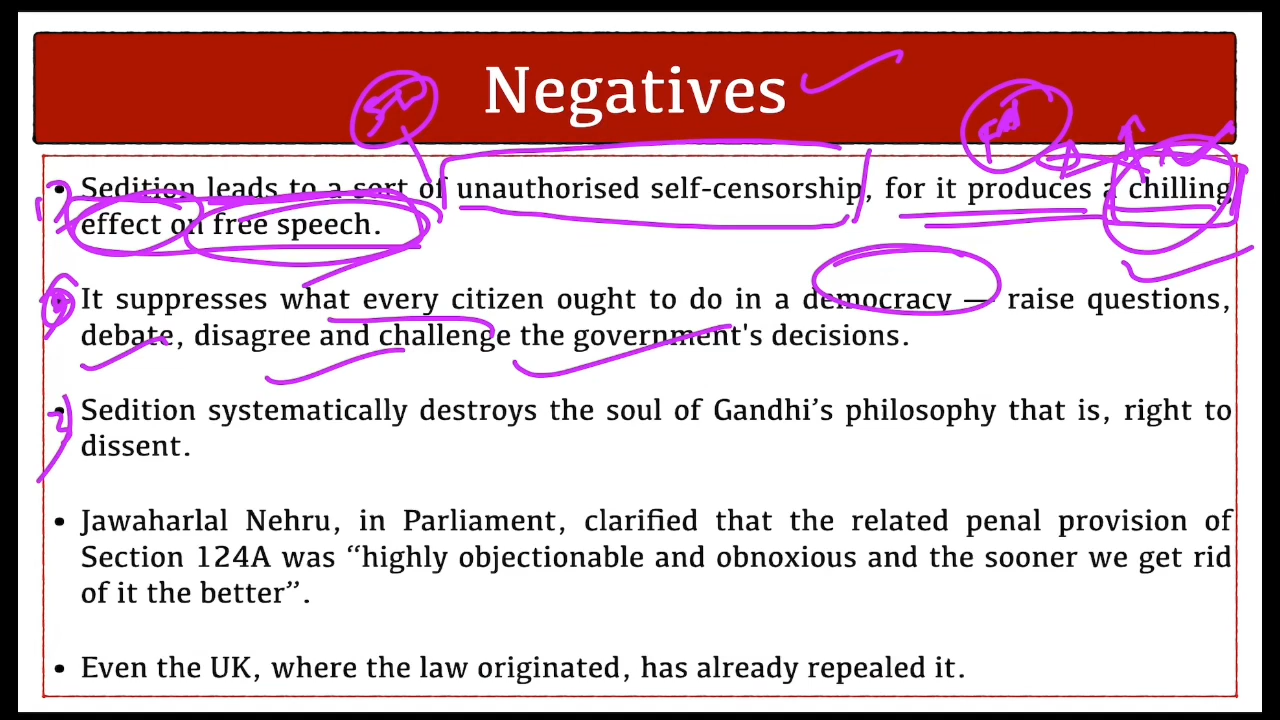 Negatives
• Sedition leads to a sort of unauthorised self-censorship, for it produces a chilling
effect on free speech.
• It suppresses what every citizen ought to do in a democracy — raise questions,
debate, disagree and challenge the government's decisions.
• Sedition systematically destroys the soul of Gandhi’s philosophy that is, right to
dissent.
• Jawaharlal Nehru, in Parliament, clarified that the related penal provision of
Section 124A was “highly objectionable and obnoxious and the sooner we get rid
of it the better”.
• Even the UK, where the law originated, has already repealed it.